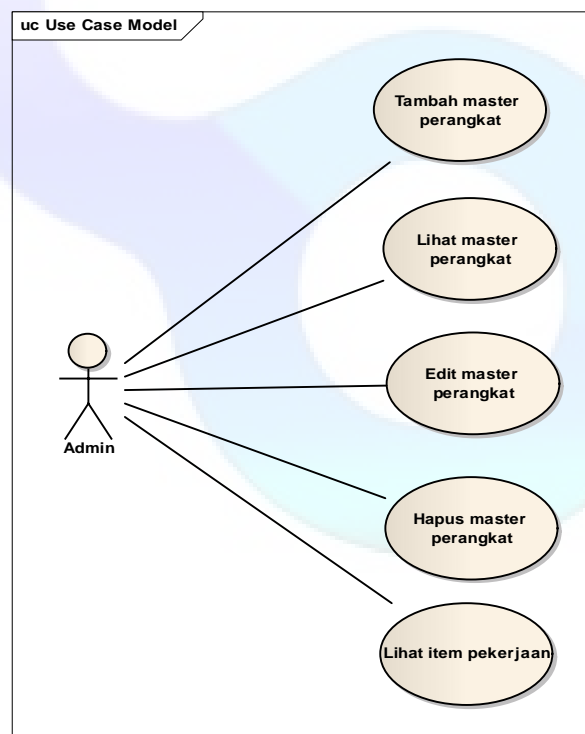 uc Use Case Model
Tambah master
perangkat
Lihat master
perangkat
Edit master
perangkat
Admin
Hapus master
perangkat
Lihat item pekerjaan